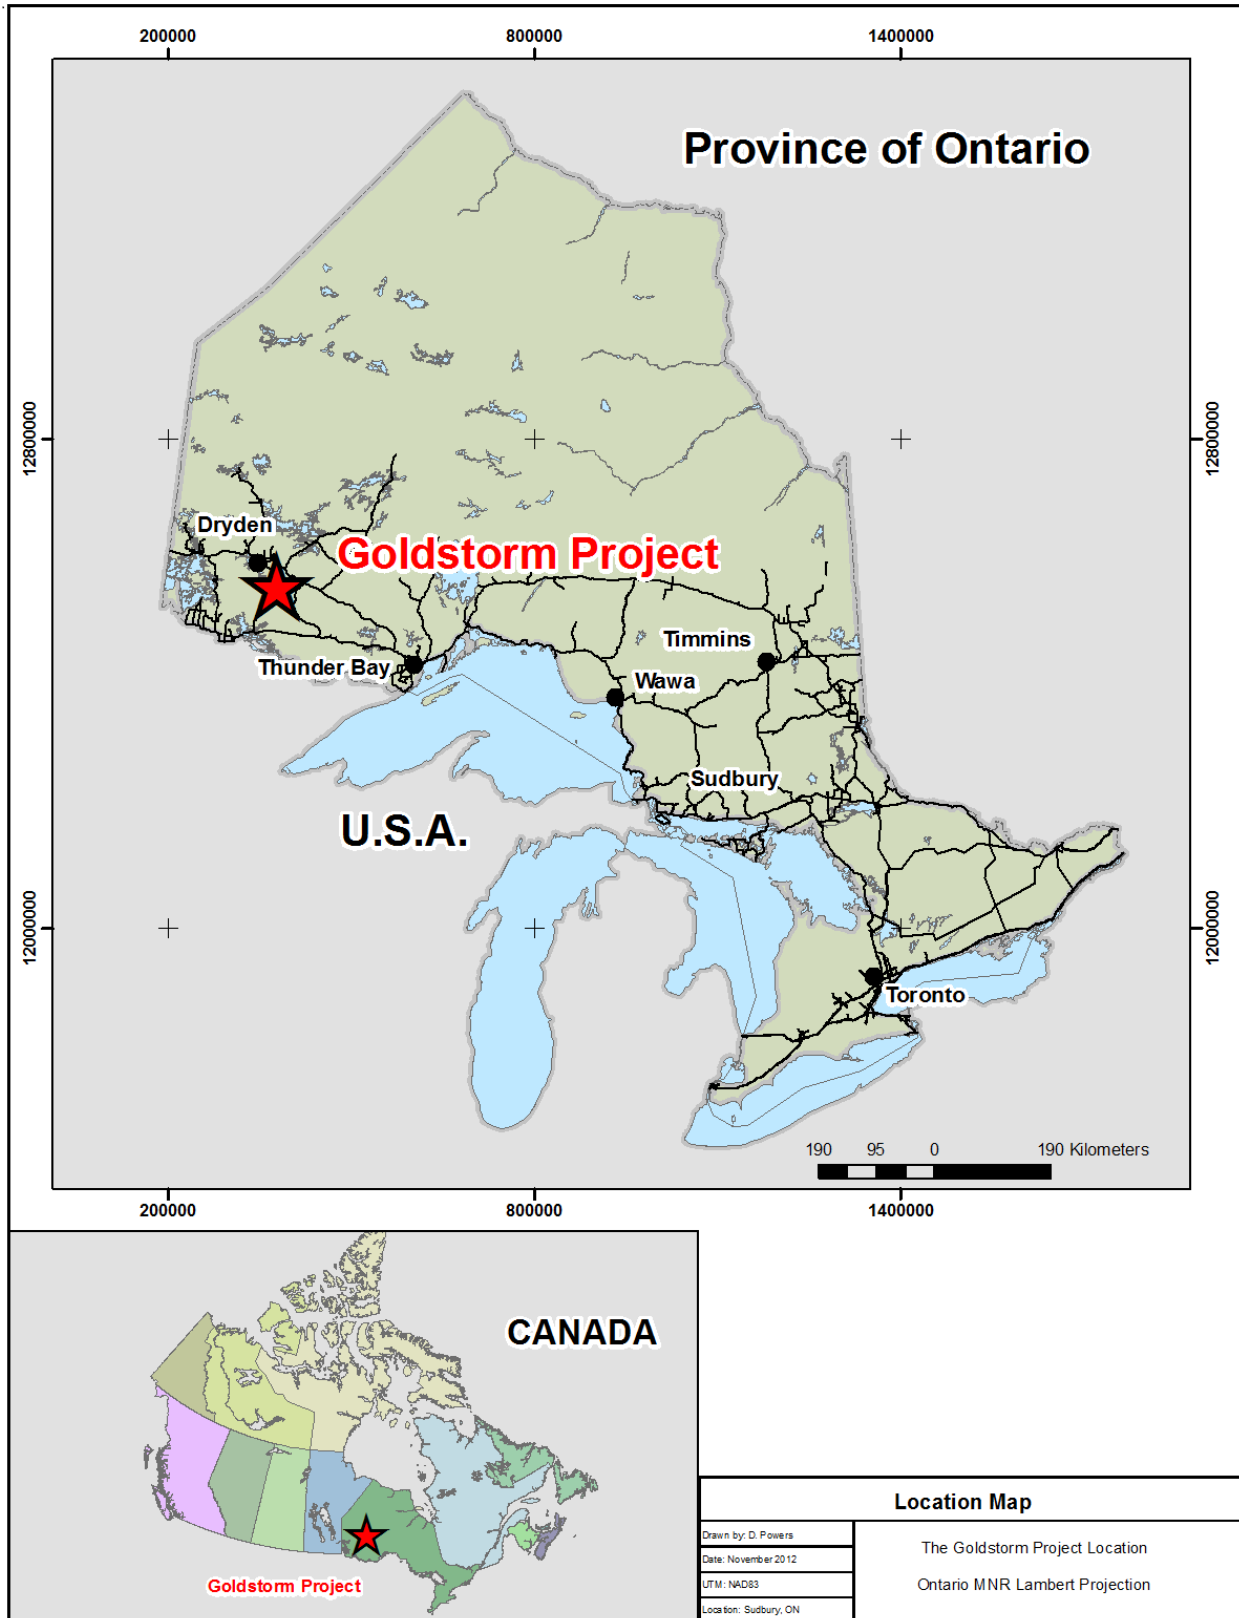 200000 800000 1400000
Province of Ontario
12800000 12800000
Dryden
Goldstorm Project
Timmins
Thunder Bay
Wawa
Sudbury
U.S.A.
12000000 12000000
Toronto
190 95 0 190 Kilometers
200000 800000 1400000
CANADA
Goldstorm Project
Location Map
Drawn by: D. Powers
Date: November 2012
UTM: NAD83
Location: Sudbury, ON
The Goldstorm Project Location
Ontario MNR Lambert Projection